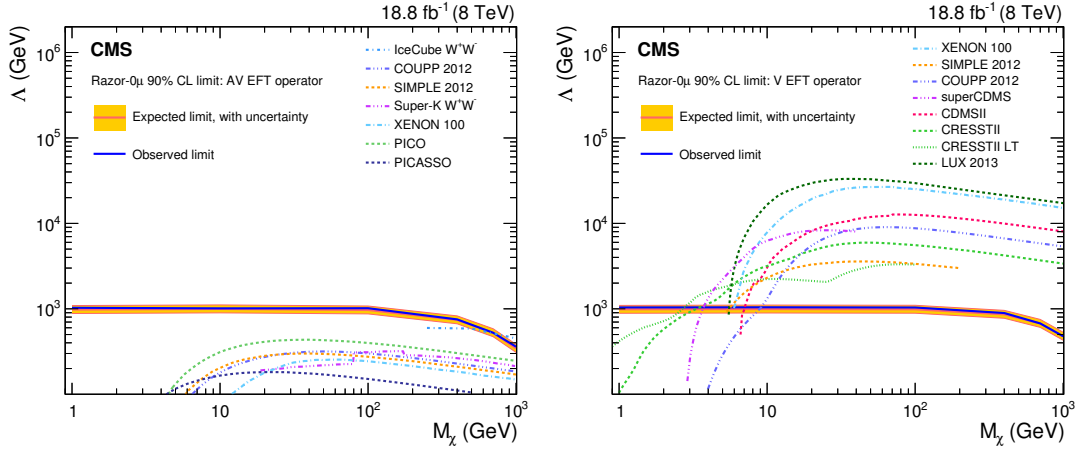 18.8 fb⁻¹ (8 TeV)
CMS
Razor-0μ 90% CL limit: AV EFT operator
Expected limit, with uncertainty
Observed limit
IceCube W⁺W⁻
COUPP 2012
SIMPLE 2012
Super-K W⁺W⁻
XENON 100
PICO
PICASSO
Λ (GeV)
10⁶
10⁵
10⁴
10³
1
10
10²
10³
M_χ (GeV)
18.8 fb⁻¹ (8 TeV)
CMS
Razor-0μ 90% CL limit: V EFT operator
Expected limit, with uncertainty
Observed limit
XENON 100
SIMPLE 2012
COUPP 2012
superCDMS
CDMSII
CRESSTII
CRESSTII LT
LUX 2013
Λ (GeV)
10⁶
10⁵
10⁴
10³
1
10
10²
10³
M_χ (GeV)